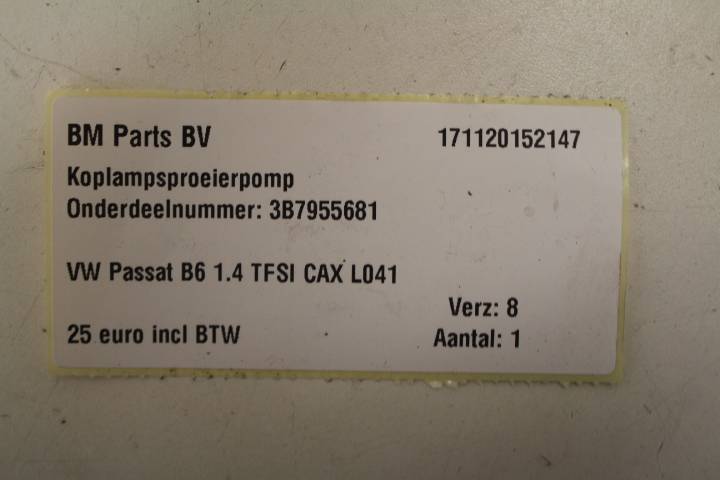 BM Parts BV 171120152147
Koplampsproeierpomp
Onderdeelnummer: 3B7955681
VW Passat B6 1.4 TFSI CAX L041
Verz: 8
25 euro incl BTW Aantal: 1